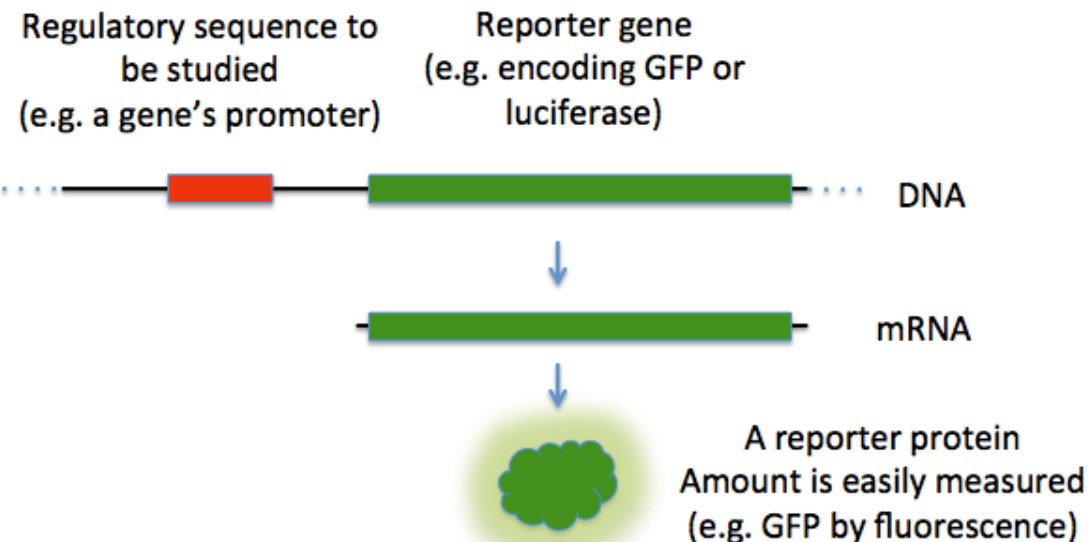 Regulatory sequence to
be studied
(e.g. a gene’s promoter)
Reporter gene
(e.g. encoding GFP or
luciferase)
DNA
mRNA
A reporter protein
Amount is easily measured
(e.g. GFP by fluorescence)